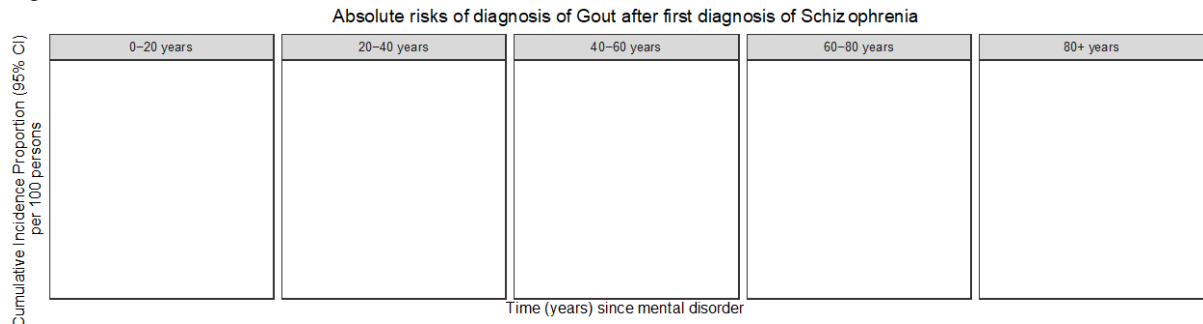 Absolute risks of diagnosis of Gout after first diagnosis of Schizophrenia
Cumulative Incidence Proportion (95% CI)
per 100 persons
0−20 years
20−40 years
40−60 years
60−80 years
80+ years
Time (years) since mental disorder